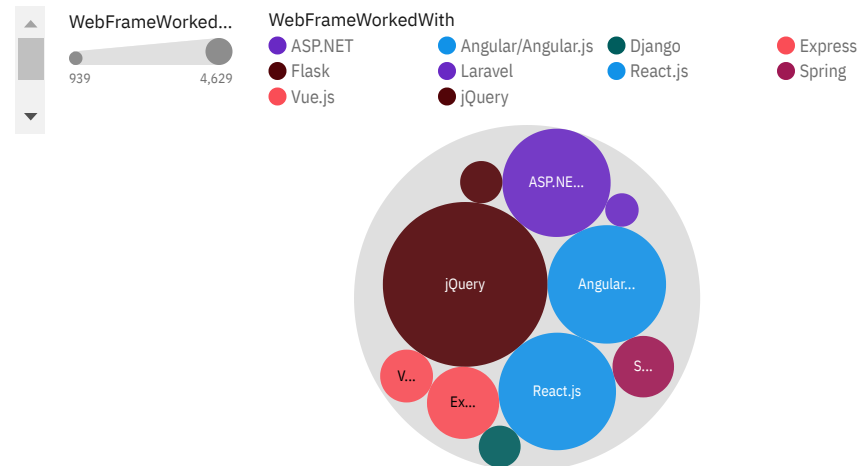 WebFrameWorked...
939
4,629
WebFrameWorkedWith
ASP.NET
Angular/Angular.js
Django
Express
Flask
Laravel
React.js
Spring
Vue.js
jQuery
ASP.NE...
jQuery
Angular...
V...
Ex...
React.js
S...